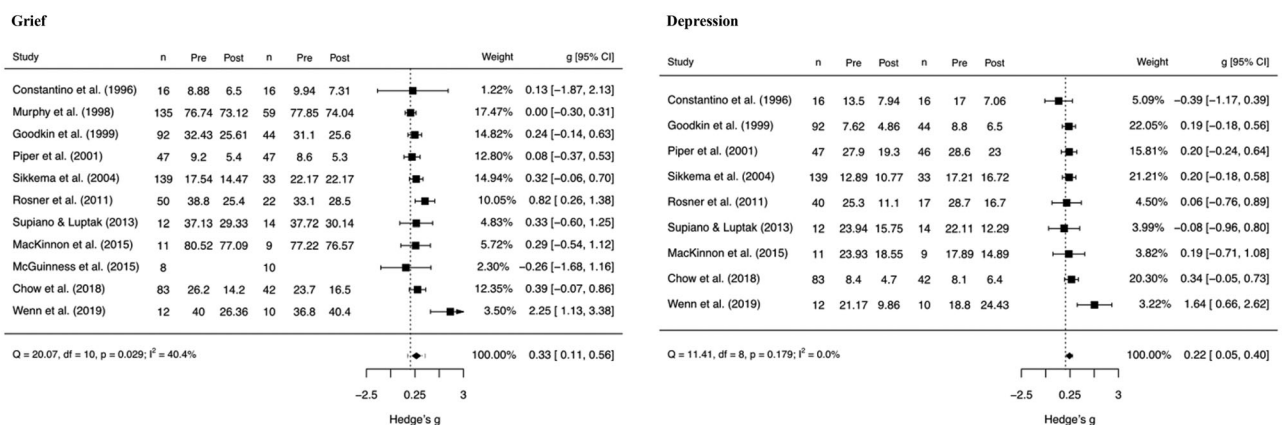 Grief
Study n Pre Post n Pre Post Weight g [95% CI]
Constantino et al. (1996) 16 8.88 6.5 16 9.94 7.31 1.22% 0.13 [−1.87, 2.13]
Murphy et al. (1998) 135 76.74 73.12 59 77.85 74.04 17.47% 0.00 [−0.30, 0.31]
Goodkin et al. (1999) 92 32.43 25.61 44 31.1 25.6 14.82% 0.24 [−0.14, 0.63]
Piper et al. (2001) 47 9.2 5.4 47 8.6 5.3 12.80% 0.08 [−0.37, 0.53]
Sikkema et al. (2004) 139 17.54 14.47 33 22.17 22.17 14.94% 0.32 [−0.06, 0.70]
Rosner et al. (2011) 50 38.8 25.4 22 33.1 28.5 10.05% 0.82 [ 0.26, 1.38]
Supiano & Luptak (2013) 12 37.13 29.33 14 37.72 30.14 4.83% 0.33 [−0.60, 1.25]
MacKinnon et al. (2015) 11 80.52 77.09 9 77.22 76.57 5.72% 0.29 [−0.54, 1.12]
McGuinness et al. (2015) 8 10 2.30% −0.26 [−1.68, 1.16]
Chow et al. (2018) 83 26.2 14.2 42 23.7 16.5 12.35% 0.39 [−0.07, 0.86]
Wenn et al. (2019) 12 40 26.36 10 36.8 40.4 3.50% 2.25 [ 1.13, 3.38]
Q = 20.07, df = 10, p = 0.029; I² = 40.4% 100.00% 0.33 [ 0.11, 0.56]
−2.5 0.25 3
Hedge's g
Depression
Study n Pre Post n Pre Post Weight g [95% CI]
Constantino et al. (1996) 16 13.5 7.94 16 17 7.06 5.09% −0.39 [−1.17, 0.39]
Goodkin et al. (1999) 92 7.62 4.86 44 8.8 6.5 22.05% 0.19 [−0.18, 0.56]
Piper et al. (2001) 47 27.9 19.3 46 28.6 23 15.81% 0.20 [−0.24, 0.64]
Sikkema et al. (2004) 139 12.89 10.77 33 17.21 16.72 21.21% 0.20 [−0.18, 0.58]
Rosner et al. (2011) 40 25.3 11.1 17 28.7 16.7 4.50% 0.06 [−0.76, 0.89]
Supiano & Luptak (2013) 12 23.94 15.75 14 22.11 12.29 3.99% −0.08 [−0.96, 0.80]
MacKinnon et al. (2015) 11 23.93 18.55 9 17.89 14.89 3.82% 0.19 [−0.71, 1.08]
Chow et al. (2018) 83 8.4 4.7 42 8.1 6.4 20.30% 0.34 [−0.05, 0.73]
Wenn et al. (2019) 12 21.17 9.86 10 18.8 24.43 3.22% 1.64 [ 0.66, 2.62]
Q = 11.41, df = 8, p = 0.179; I² = 0.0% 100.00% 0.22 [ 0.05, 0.40]
−2.5 0.25 3
Hedge's g